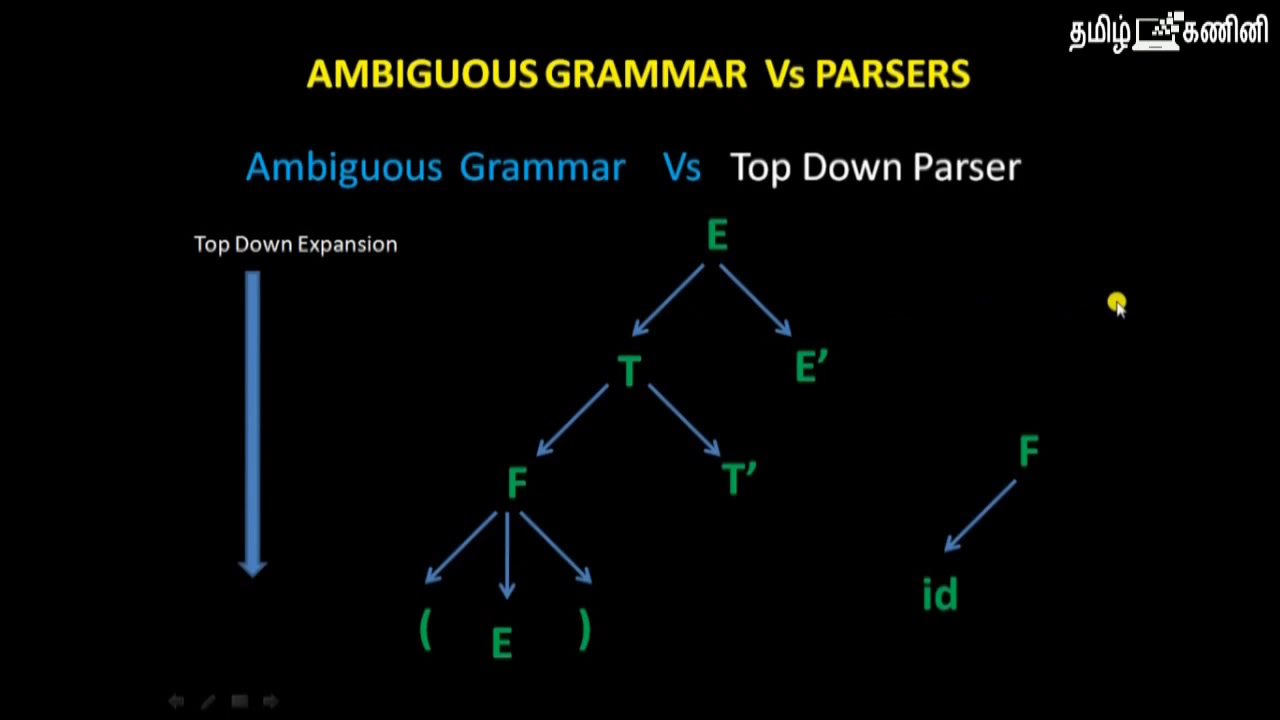 தமிழ் கணினி
AMBIGUOUS GRAMMAR Vs PARSERS
Ambiguous Grammar Vs Top Down Parser
Top Down Expansion
E
T E’
F T’
( E )
F
id